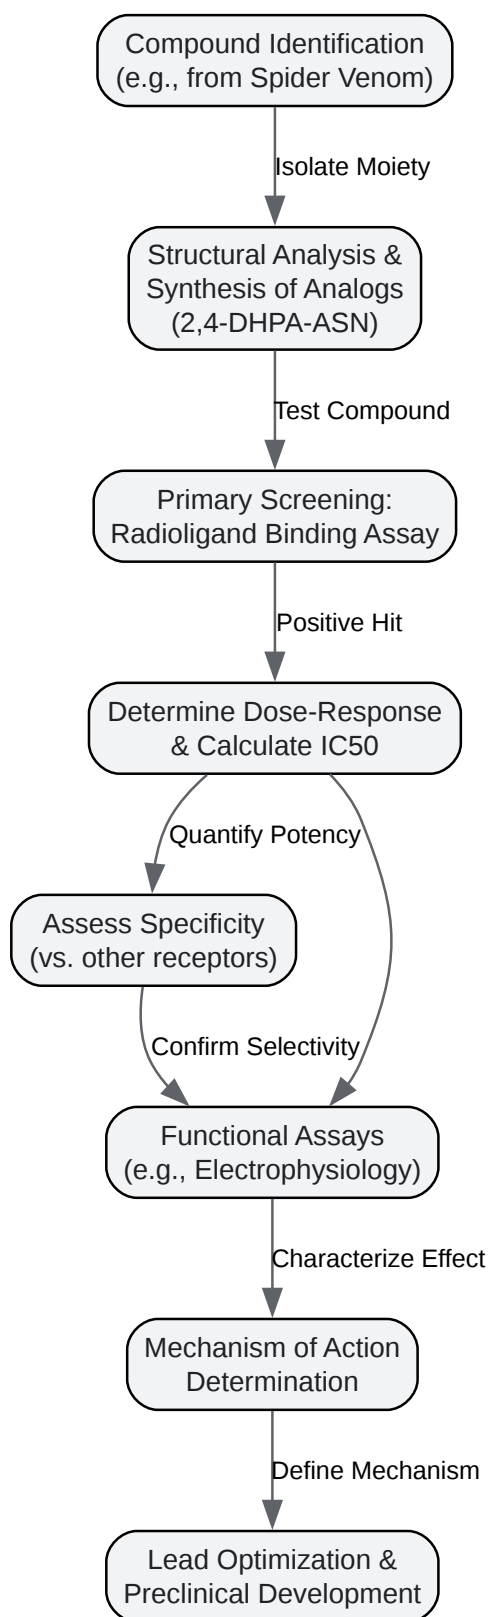 Compound Identification
(e.g., from Spider Venom)
Isolate Moiety
Structural Analysis &
Synthesis of Analogs
(2,4-DHPA-ASN)
Test Compound
Primary Screening:
Radioligand Binding Assay
Positive Hit
Determine Dose-Response
& Calculate IC50
Quantify Potency
Assess Specificity
(vs. other receptors)
Confirm Selectivity
Functional Assays
(e.g., Electrophysiology)
Characterize Effect
Mechanism of Action
Determination
Define Mechanism
Lead Optimization &
Preclinical Development